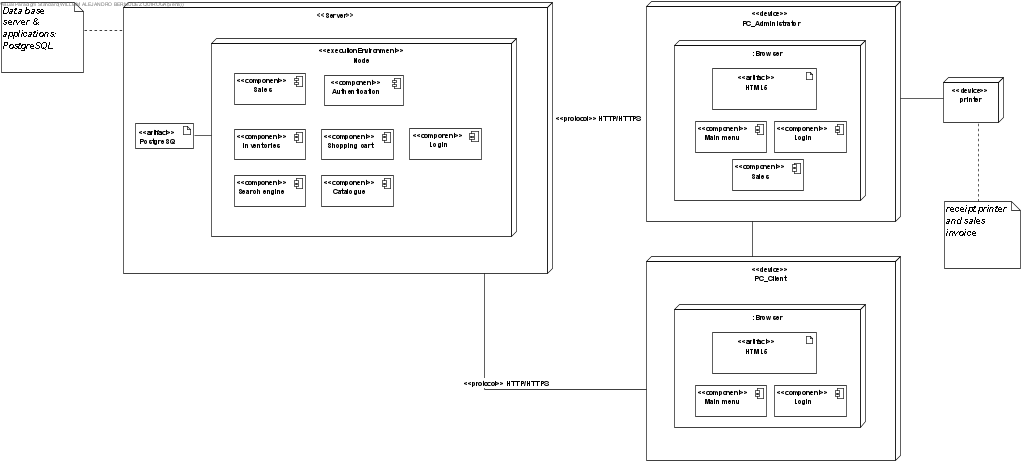 Data base
server &
applications:
PostgreSQL
<<Server>>
<<executionEnvironment>>
Node
<<component>>
Sales
<<component>>
Authentication
<<artifact>>
PostgreSQ
<<component>>
Inventories
<<component>>
Shopping cart
<<component>>
Login
<<component>>
Search engine
<<component>>
Catalogue
<<protocol>> HTTP/HTTPS
<<device>>
PC_Administrator
:Browser
<<artifact>>
HTML5
<<component>>
Main menu
<<component>>
Login
<<component>>
Sales
<<device>>
printer
receipt printer
and sales
invoice
<<device>>
PC_Client
:Browser
<<artifact>>
HTML5
<<component>>
Main menu
<<component>>
Login
<<protocol>> HTTP/HTTPS